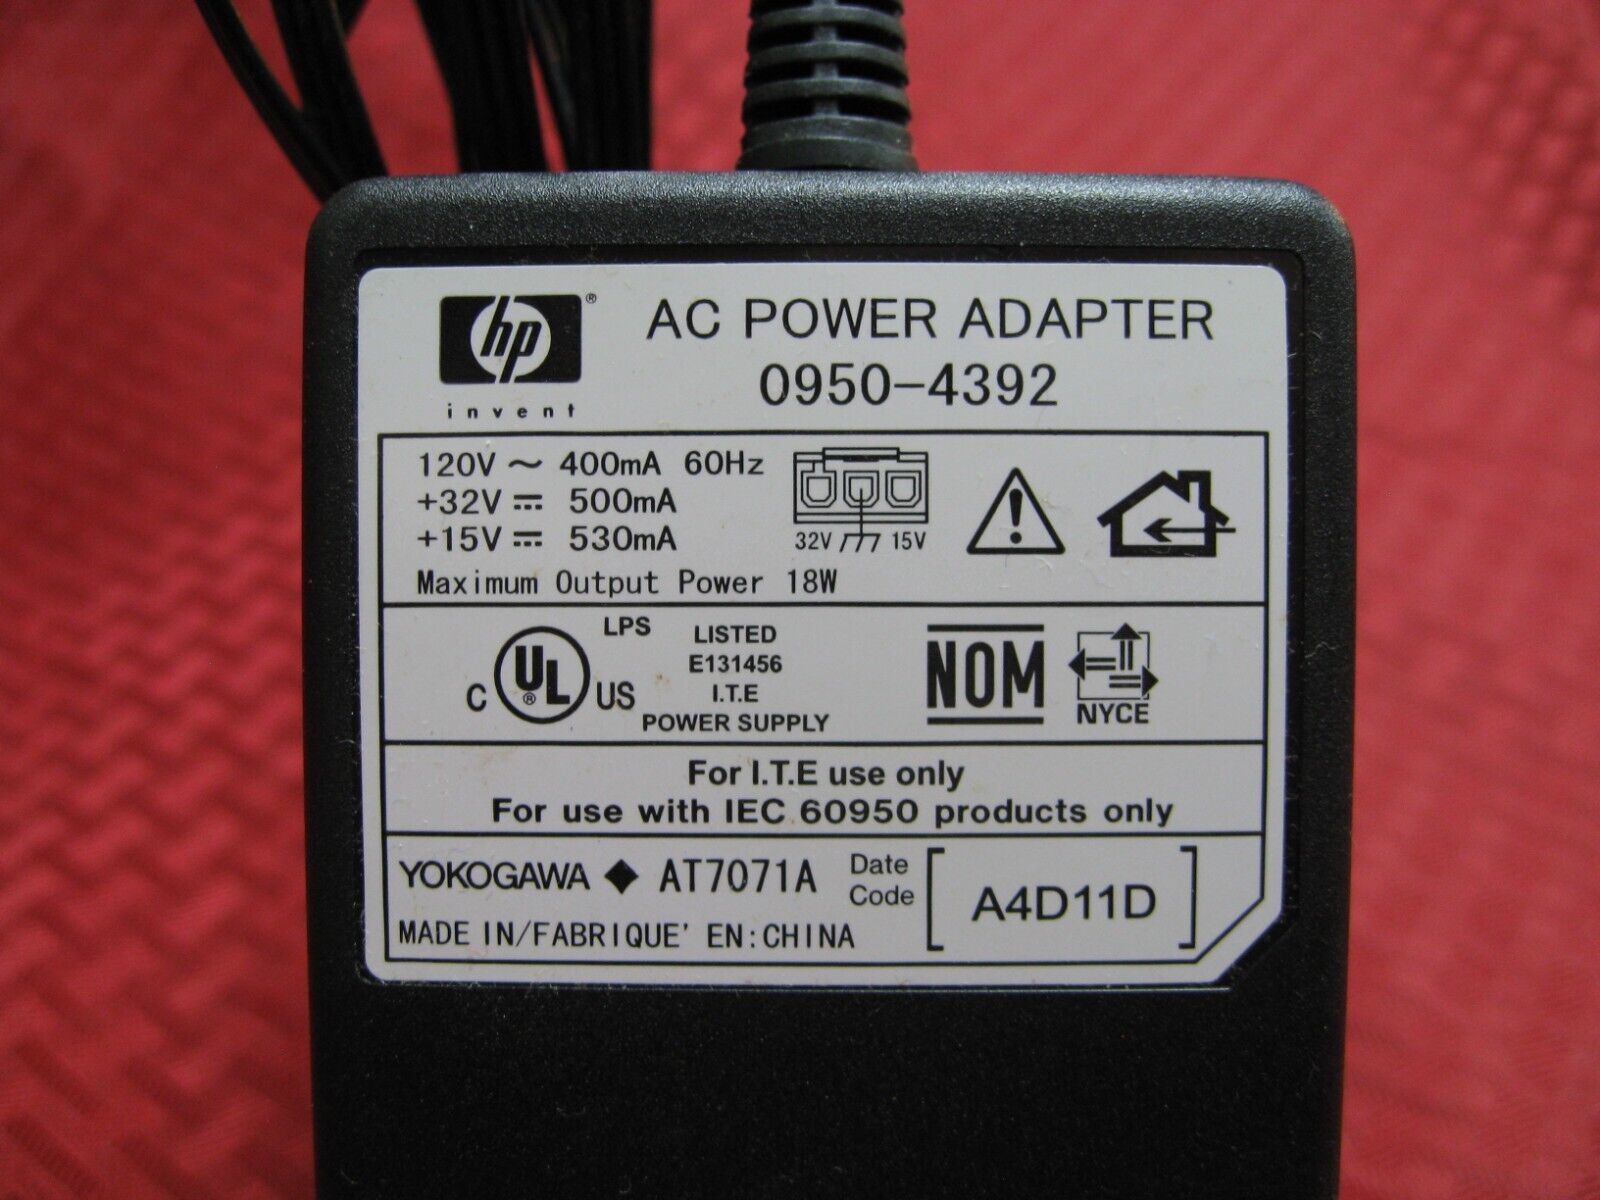 hp®
invent
AC POWER ADAPTER
0950-4392
120V ~ 400mA 60Hz
+32V ⎓ 500mA
+15V ⎓ 530mA
Maximum Output Power 18W
32V 15V
C UL® US
LPS
LISTED
E131456
I.T.E
POWER SUPPLY
NOM
NYCE
For I.T.E use only
For use with IEC 60950 products only
YOKOGAWA ◆ AT7071A
Date
Code
[A4D11D]
MADE IN/FABRIQUE' EN:CHINA